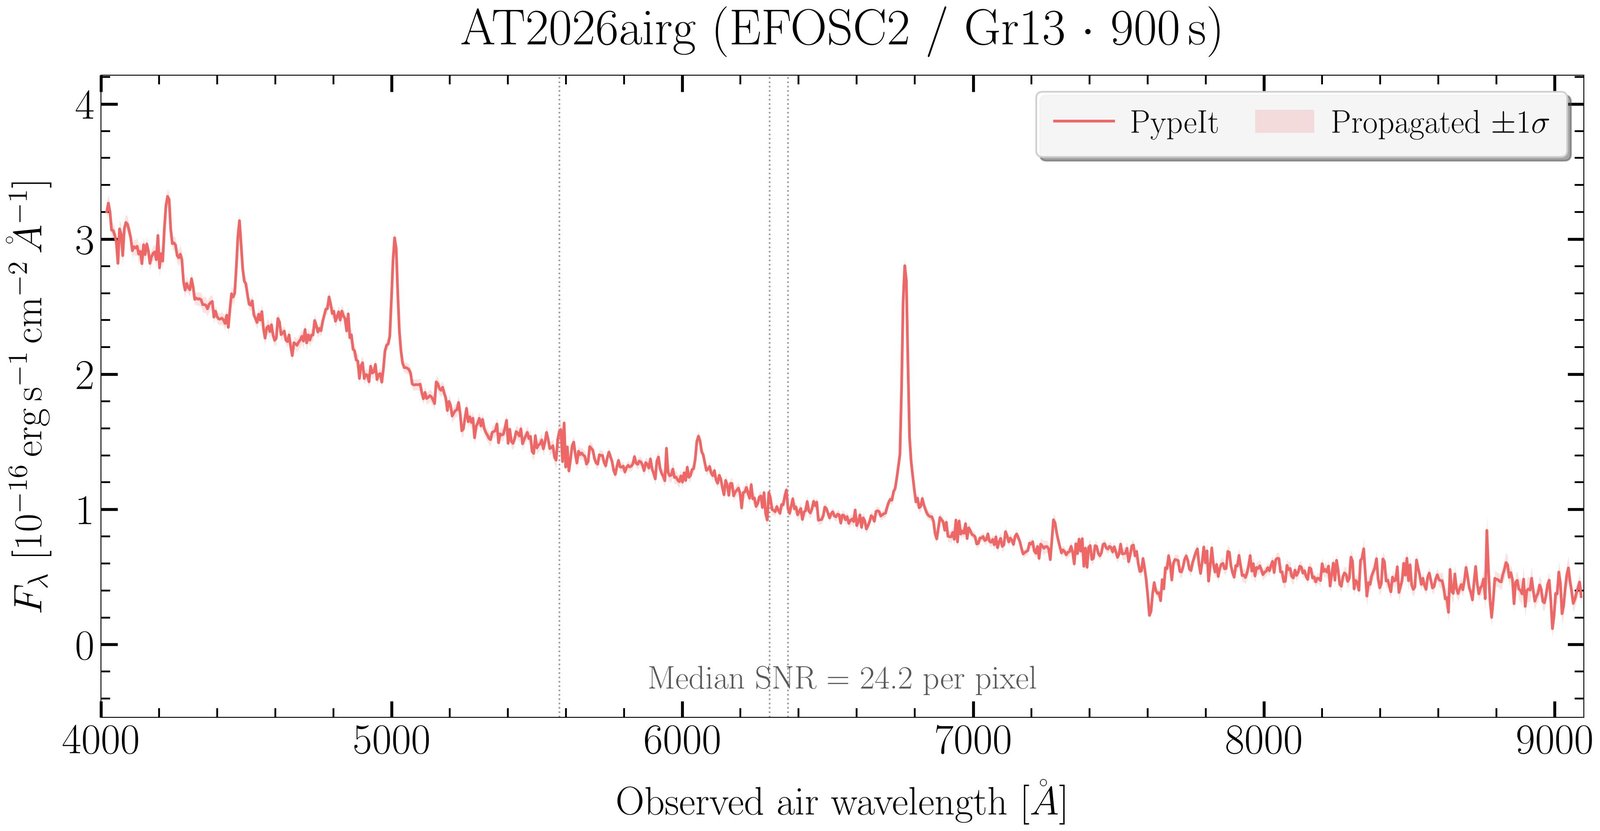 AT2026airg (EFOSC2 / Gr13 · 900 s)
PypeIt
Propagated ±1σ
4
3
2
1
0
F_λ [10⁻¹⁶ erg s⁻¹ cm⁻² Å⁻¹]
Median SNR = 24.2 per pixel
4000 5000 6000 7000 8000 9000
Observed air wavelength [Å]